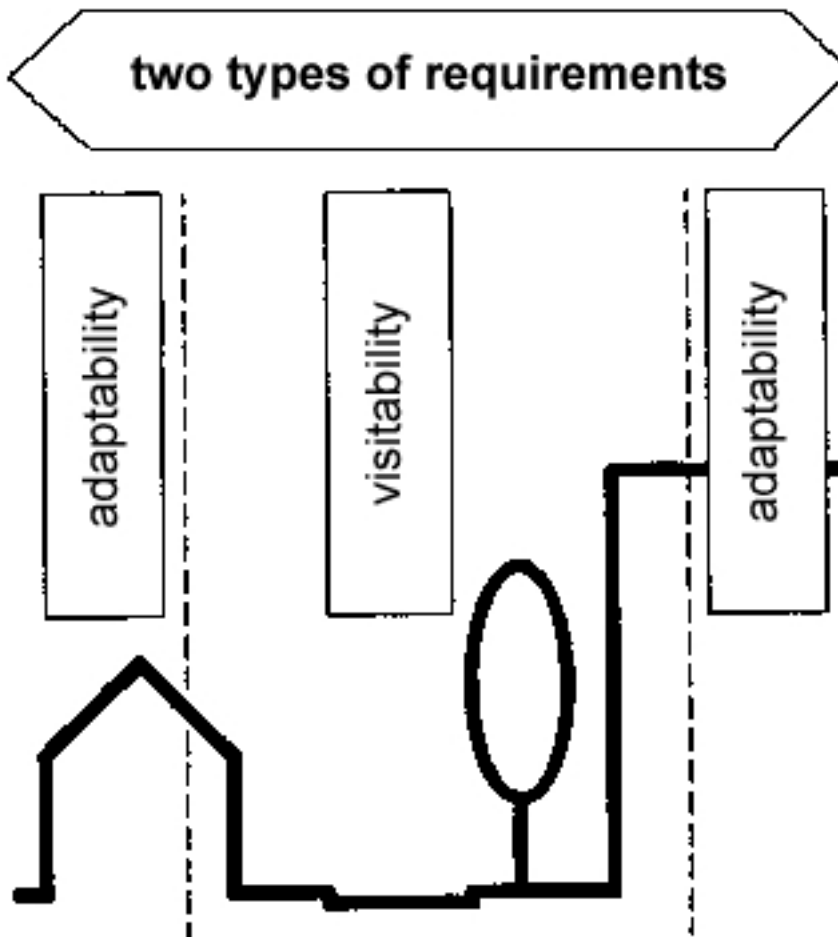 two types of requirements
adaptability
visitability
adaptability